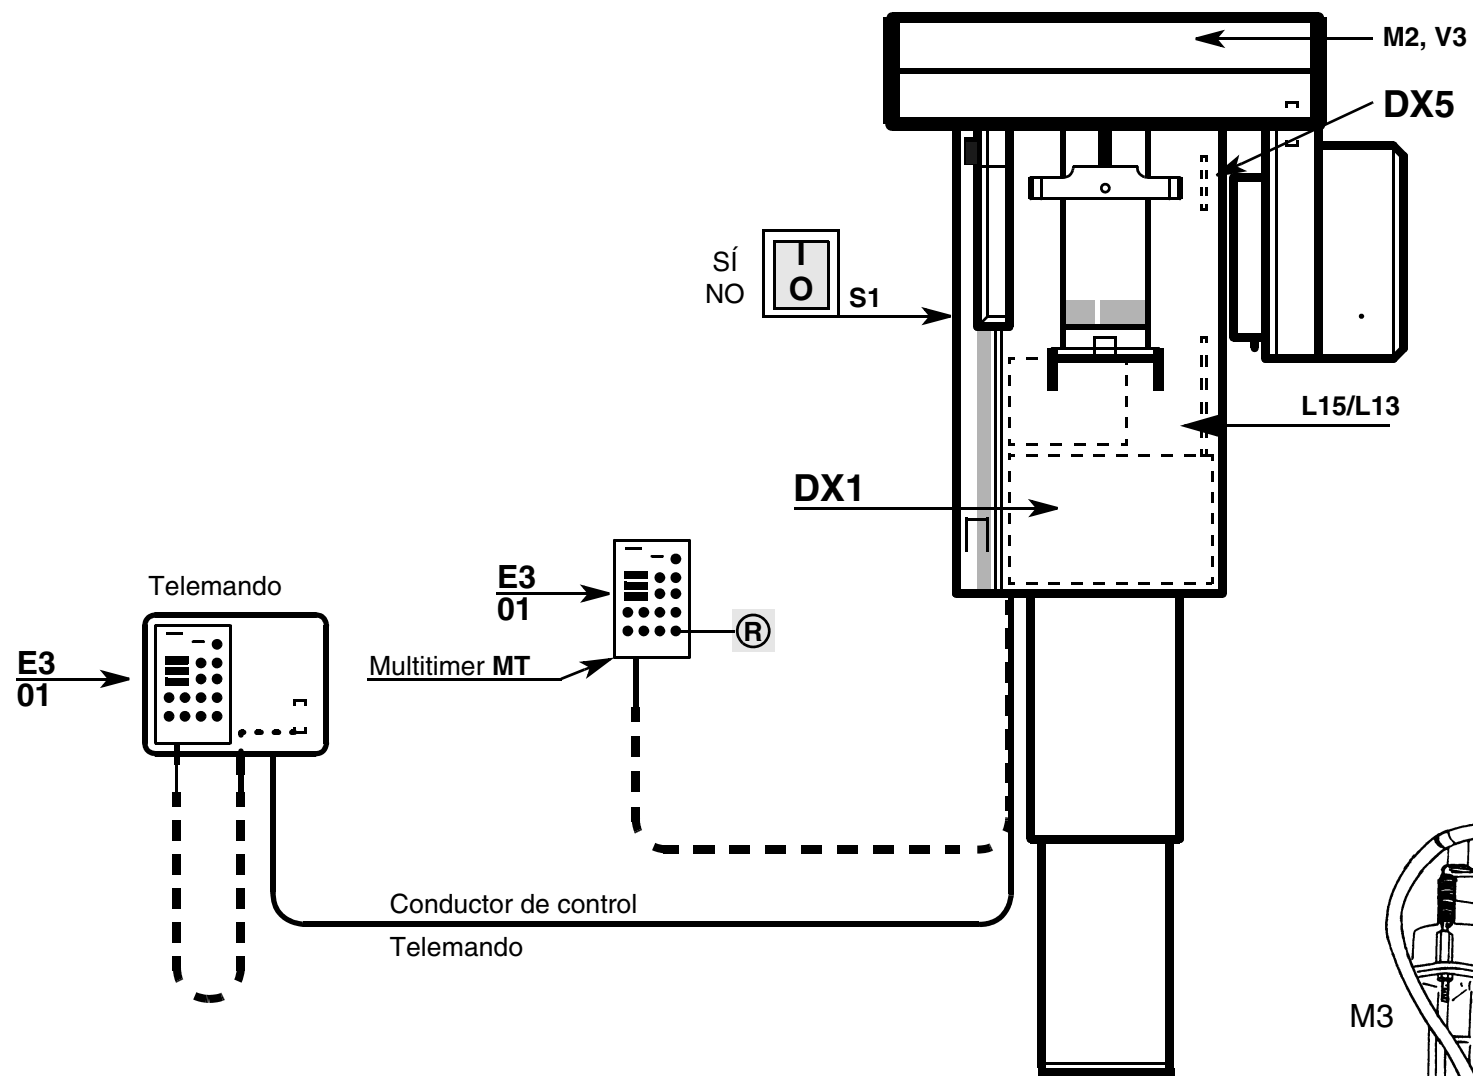 M2, V3
DX5
SÍ
NO
I
O
S1
L15/L13
DX1
E3
01
Multitimer MT
R
Telemando
E3
01
Conductor de control
Telemando
M3